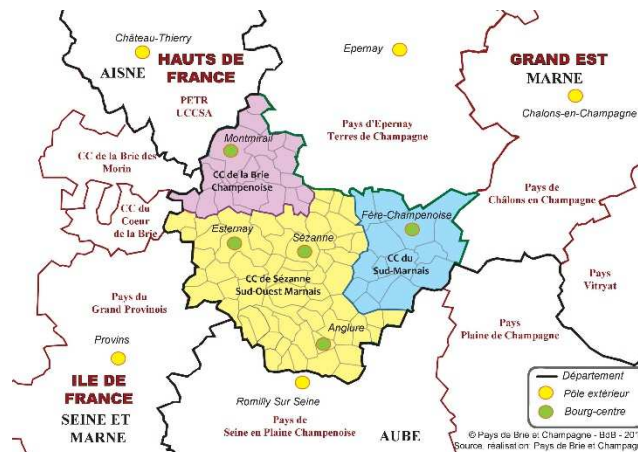 Château-Thierry
HAUTS DE
FRANCE
AISNE
PETR
UCCSA
Epernay
GRAND EST
MARNE
Chalons-en-Champagne
Pays d'Epernay
Terres de Champagne
Montmirail
CC de la Brie des
Morin
CC de la Brie
Champenoise
CC du
Coeur
de la Brie
Pays de
Châlons en Champagne
Fère-Champenoise
Esternay
Sézanne
CC du
Sud-Marnais
CC de Sézanne
Sud-Ouest Marnais
Pays
Vitryat
Pays du
Grand Provinois
Pays
Plaine de Champagne
Anglure
Provins
ILE DE
FRANCE
SEINE ET
MARNE
Romilly Sur Seine
Pays de
Seine en Plaine Champenoise
AUBE
Département
Pôle extérieur
Bourg-centre
© Pays de Brie et Champagne - BdB - 201
Source, réalisation: Pays de Brie et Champagn